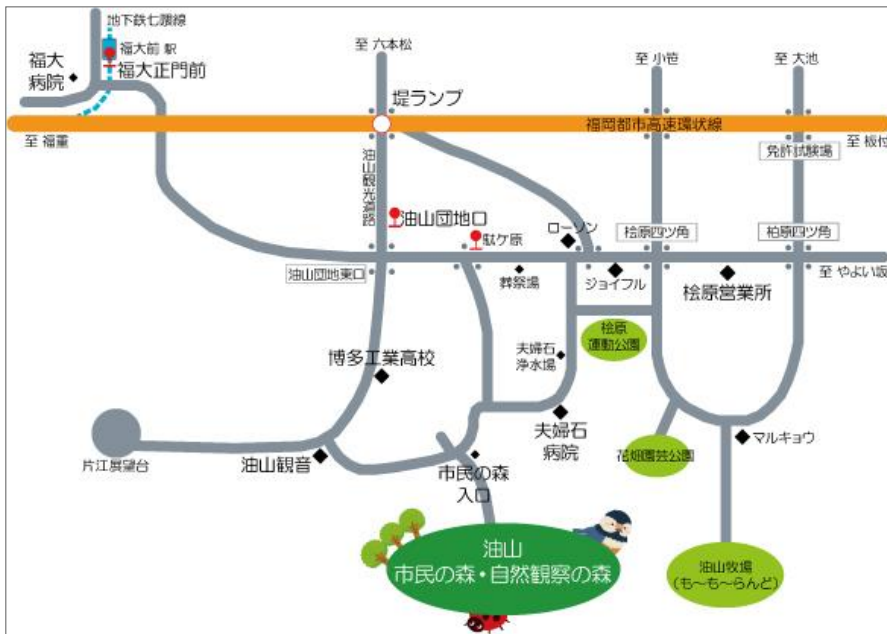 地下鉄七隈線
福大前 駅
福大正門前
福大
病院
至 六本松
至 小笹
至 大池
堤ランプ
福岡都市高速環状線
至 福重
至 板付
免許試験場
油山観光道路
油山団地口
駄ケ原
ローソン
桧原四ツ角
柏原四ツ角
油山団地東口
葬祭場
ジョイフル
桧原営業所
至 やよい坂
桧原
運動公園
博多工業高校
夫婦石
浄水場
夫婦石
病院
花畑園芸公園
マルキョウ
片江展望台
油山観音
市民の森
入口
油山
市民の森・自然観察の森
油山牧場
(も〜も〜らんど)